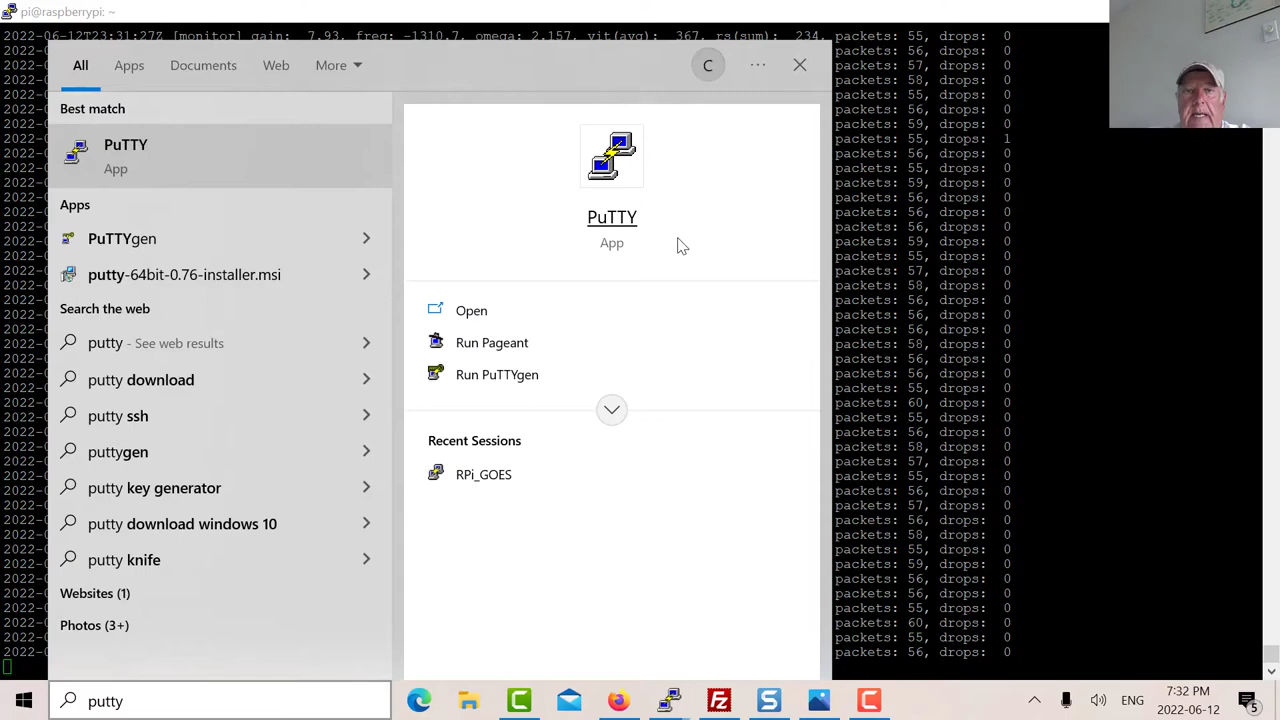 pi@raspberrypi: ~
2022-06-12T23:31:27Z [monitor] gain: 7.93, freq: -1310.7, omega: 2.157, vit(avg): 367, rs(sum): 234, packets: 55, drops: 0
packets: 56, drops: 0
packets: 57, drops: 0
packets: 58, drops: 0
packets: 55, drops: 0
packets: 56, drops: 0
packets: 59, drops: 0
packets: 55, drops: 1
packets: 56, drops: 0
packets: 55, drops: 0
packets: 59, drops: 0
packets: 56, drops: 0
packets: 56, drops: 0
packets: 56, drops: 0
packets: 59, drops: 0
packets: 55, drops: 0
packets: 57, drops: 0
packets: 58, drops: 0
packets: 56, drops: 0
packets: 56, drops: 0
packets: 56, drops: 0
packets: 58, drops: 0
packets: 56, drops: 0
packets: 56, drops: 0
packets: 55, drops: 0
packets: 60, drops: 0
packets: 55, drops: 0
packets: 56, drops: 0
packets: 58, drops: 0
packets: 57, drops: 0
packets: 55, drops: 0
packets: 56, drops: 0
packets: 57, drops: 0
packets: 56, drops: 0
packets: 58, drops: 0
packets: 55, drops: 0
packets: 59, drops: 0
packets: 56, drops: 0
packets: 56, drops: 0
packets: 55, drops: 0
packets: 60, drops: 0
packets: 55, drops: 0
packets: 56, drops: 0
All Apps Documents Web More C
Best match
PuTTY
App
Apps
PuTTYgen
putty-64bit-0.76-installer.msi
Search the web
putty - See web results
putty download
putty ssh
puttygen
putty key generator
putty download windows 10
putty knife
Websites (1)
Photos (3+)
PuTTY
App
Open
Run Pageant
Run PuTTYgen
Recent Sessions
RPi_GOES
putty
ENG
7:32 PM
2022-06-12
5